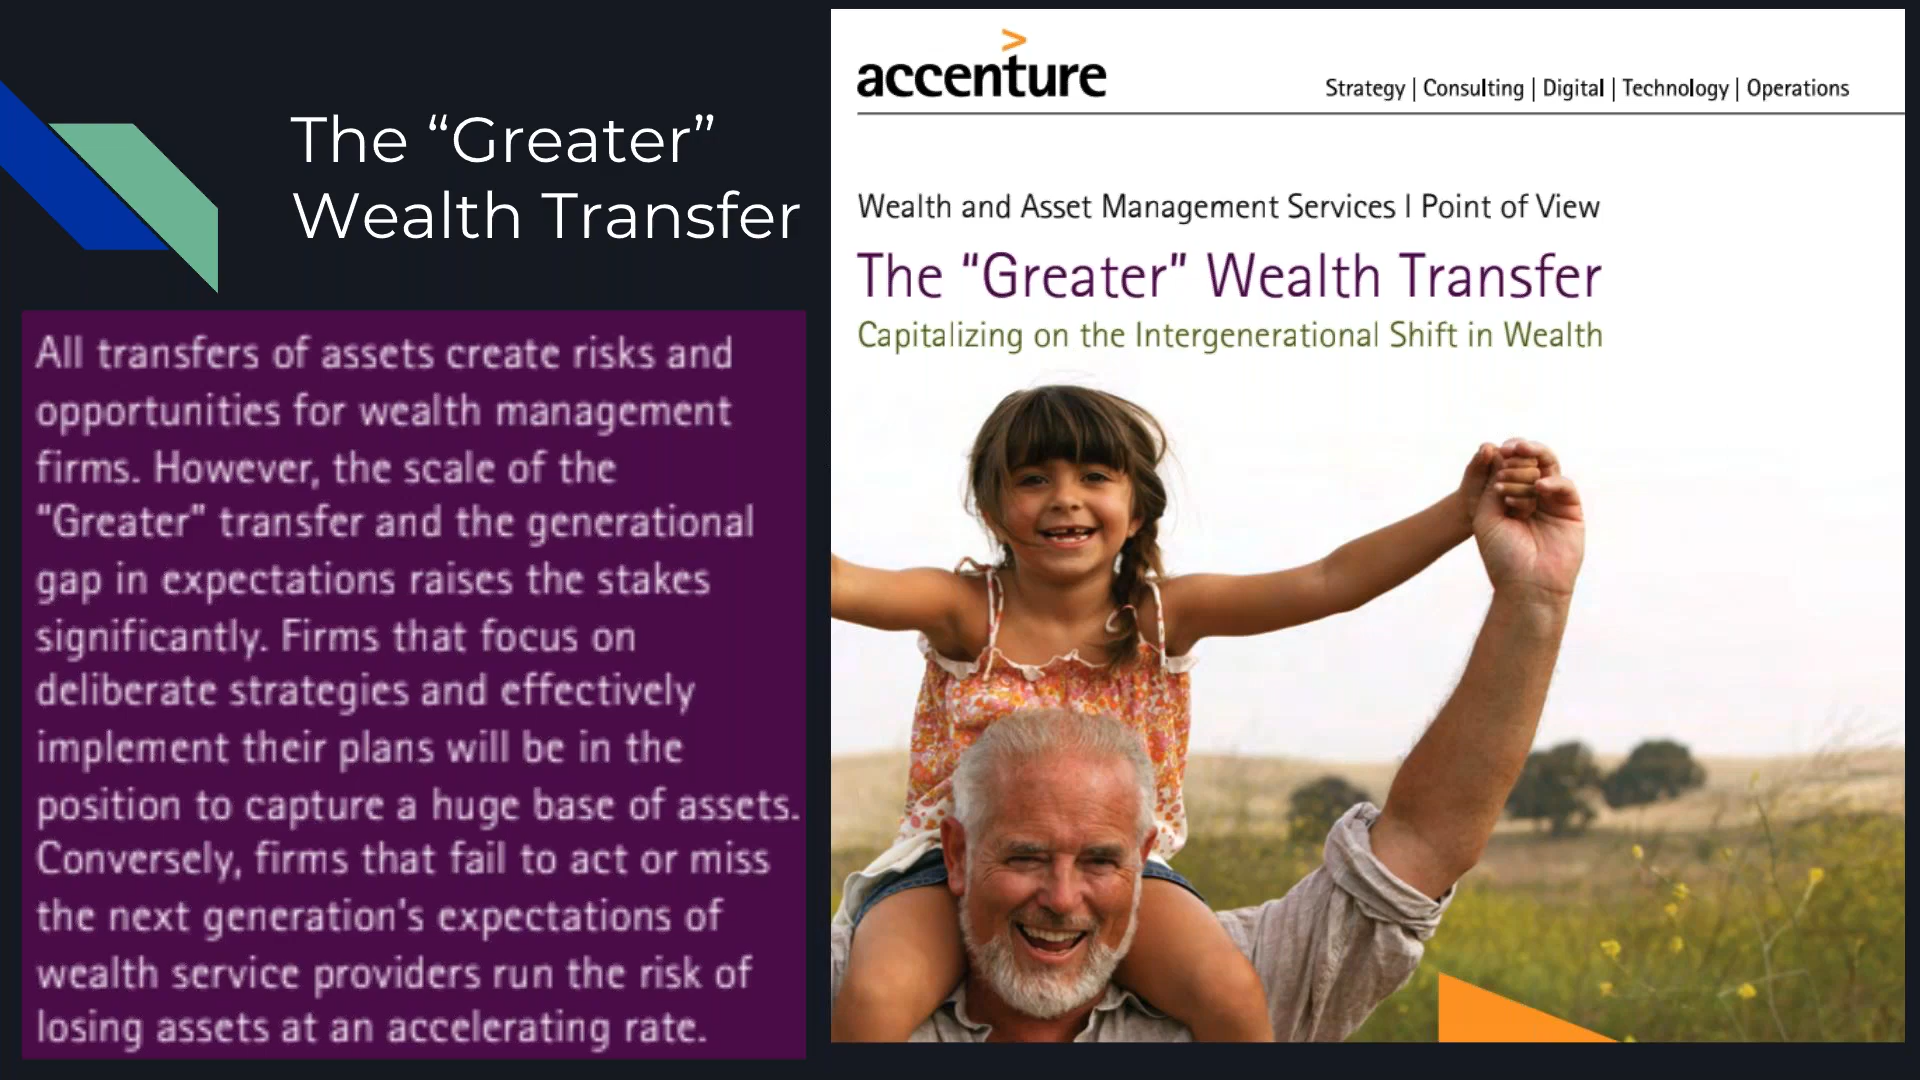 The “Greater”
Wealth Transfer
All transfers of assets create risks and
opportunities for wealth management
firms. However, the scale of the
"Greater" transfer and the generational
gap in expectations raises the stakes
significantly. Firms that focus on
deliberate strategies and effectively
implement their plans will be in the
position to capture a huge base of assets.
Conversely, firms that fail to act or miss
the next generation's expectations of
wealth service providers run the risk of
losing assets at an accelerating rate.
>
accenture
Strategy | Consulting | Digital | Technology | Operations
Wealth and Asset Management Services I Point of View
The “Greater” Wealth Transfer
Capitalizing on the Intergenerational Shift in Wealth